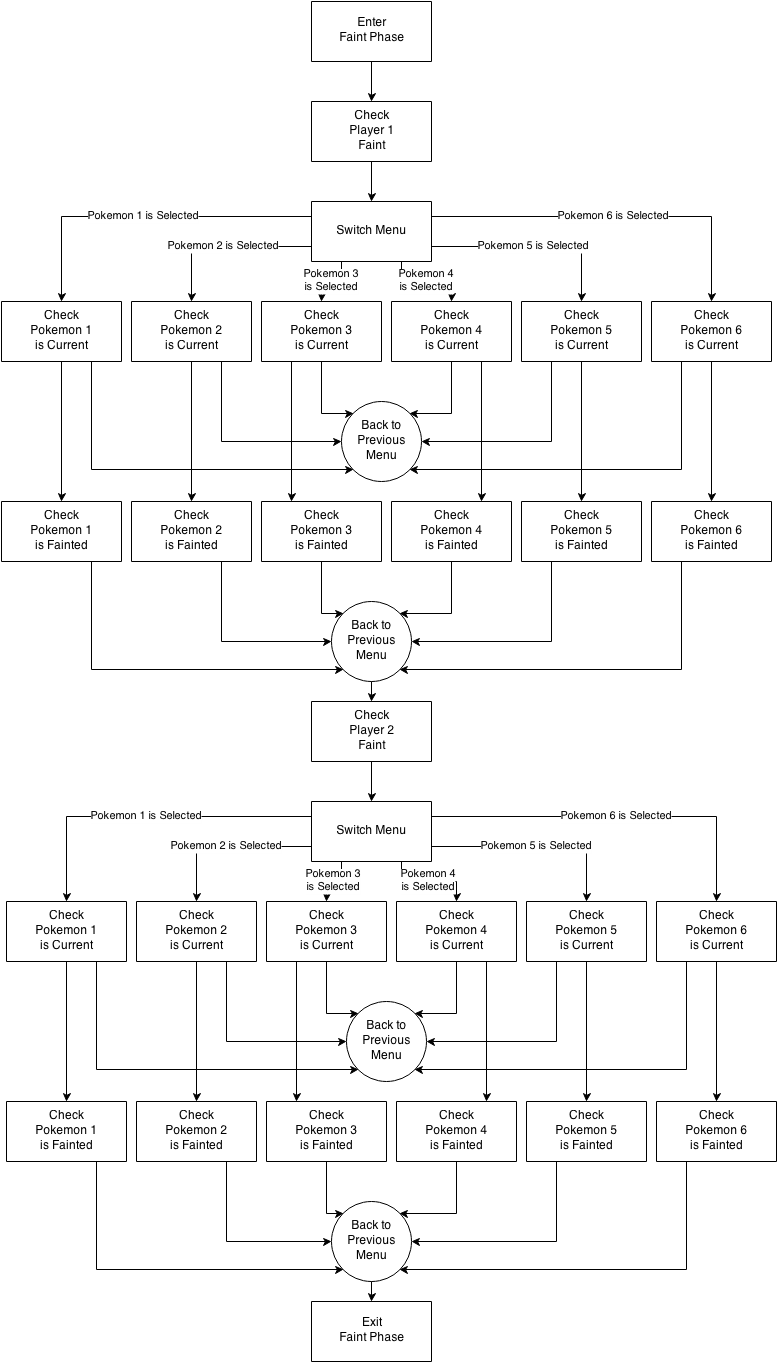 Enter
Faint Phase
Check
Player 1
Faint
Switch Menu
Pokemon 1 is Selected
Pokemon 6 is Selected
Pokemon 2 is Selected
Pokemon 5 is Selected
Pokemon 3
is Selected
Pokemon 4
is Selected
Check
Pokemon 1
is Current
Check
Pokemon 2
is Current
Check
Pokemon 3
is Current
Check
Pokemon 4
is Current
Check
Pokemon 5
is Current
Check
Pokemon 6
is Current
Back to
Previous
Menu
Check
Pokemon 1
is Fainted
Check
Pokemon 2
is Fainted
Check
Pokemon 3
is Fainted
Check
Pokemon 4
is Fainted
Check
Pokemon 5
is Fainted
Check
Pokemon 6
is Fainted
Back to
Previous
Menu
Check
Player 2
Faint
Switch Menu
Pokemon 1 is Selected
Pokemon 6 is Selected
Pokemon 2 is Selected
Pokemon 5 is Selected
Pokemon 3
is Selected
Pokemon 4
is Selected
Check
Pokemon 1
is Current
Check
Pokemon 2
is Current
Check
Pokemon 3
is Current
Check
Pokemon 4
is Current
Check
Pokemon 5
is Current
Check
Pokemon 6
is Current
Back to
Previous
Menu
Check
Pokemon 1
is Fainted
Check
Pokemon 2
is Fainted
Check
Pokemon 3
is Fainted
Check
Pokemon 4
is Fainted
Check
Pokemon 5
is Fainted
Check
Pokemon 6
is Fainted
Back to
Previous
Menu
Exit
Faint Phase